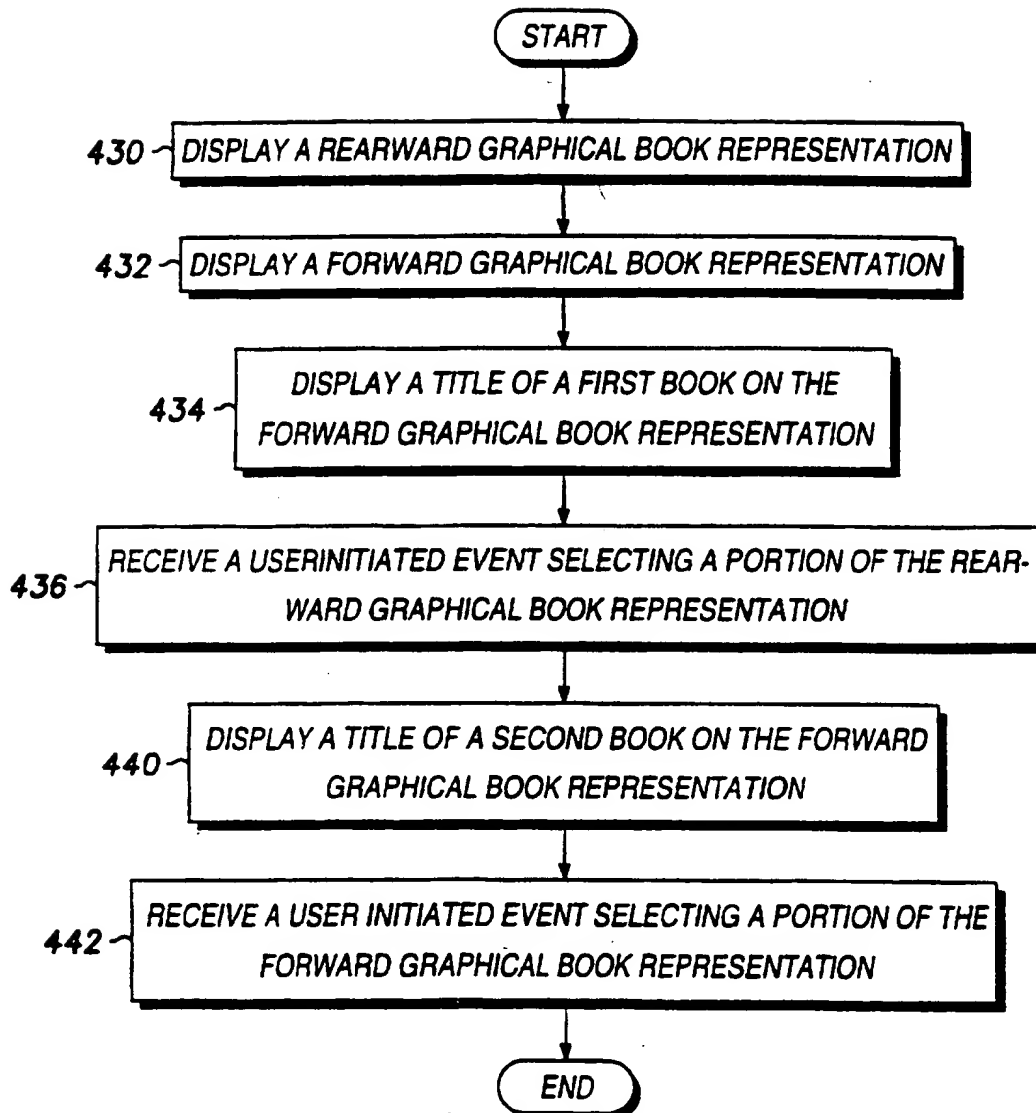 START
430 DISPLAY A REARWARD GRAPHICAL BOOK REPRESENTATION
432 DISPLAY A FORWARD GRAPHICAL BOOK REPRESENTATION
434 DISPLAY A TITLE OF A FIRST BOOK ON THE
FORWARD GRAPHICAL BOOK REPRESENTATION
436 RECEIVE A USERINITIATED EVENT SELECTING A PORTION OF THE REAR-
WARD GRAPHICAL BOOK REPRESENTATION
440 DISPLAY A TITLE OF A SECOND BOOK ON THE FORWARD
GRAPHICAL BOOK REPRESENTATION
442 RECEIVE A USER INITIATED EVENT SELECTING A PORTION OF THE
FORWARD GRAPHICAL BOOK REPRESENTATION
END